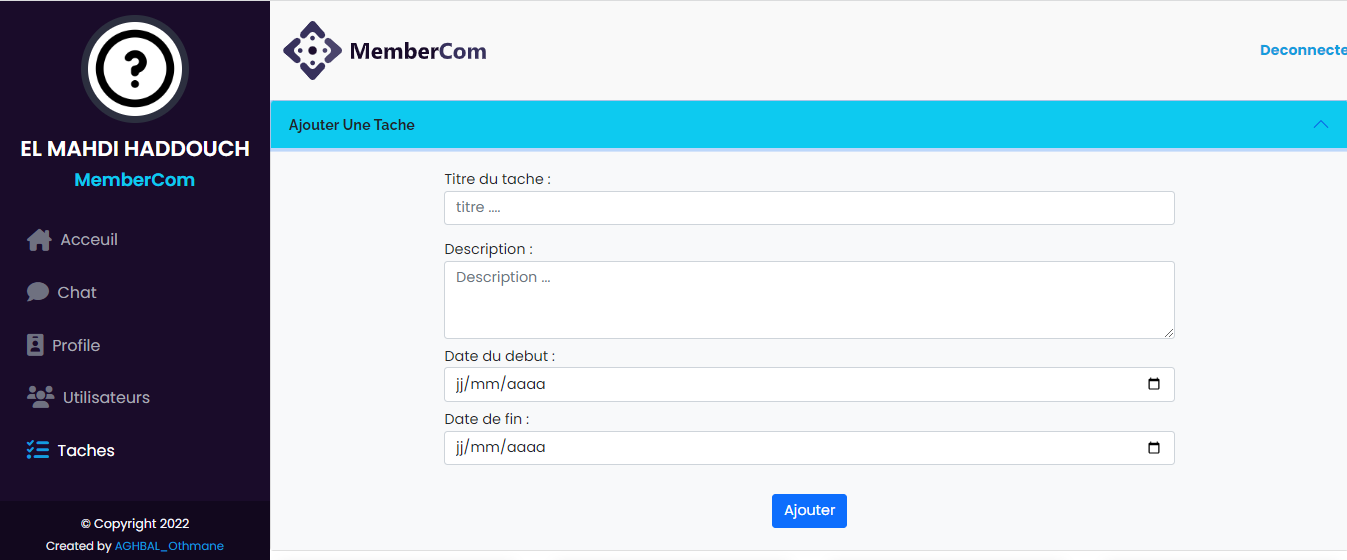 EL MAHDI HADDOUCH
MemberCom
Acceuil
Chat
Profile
Utilisateurs
Taches
© Copyright 2022
Created by AGHBAL_Othmane
MemberCom
Deconnecte
Ajouter Une Tache
Titre du tache :
titre ....
Description :
Description ...
Date du debut :
jj/mm/aaaa
Date de fin :
jj/mm/aaaa
Ajouter